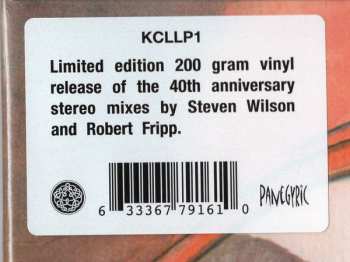 KCLLP1
Limited edition 200 gram vinyl
release of the 40th anniversary
stereo mixes by Steven Wilson
and Robert Fripp.
6 33367 79161 0
PANEGYRIC